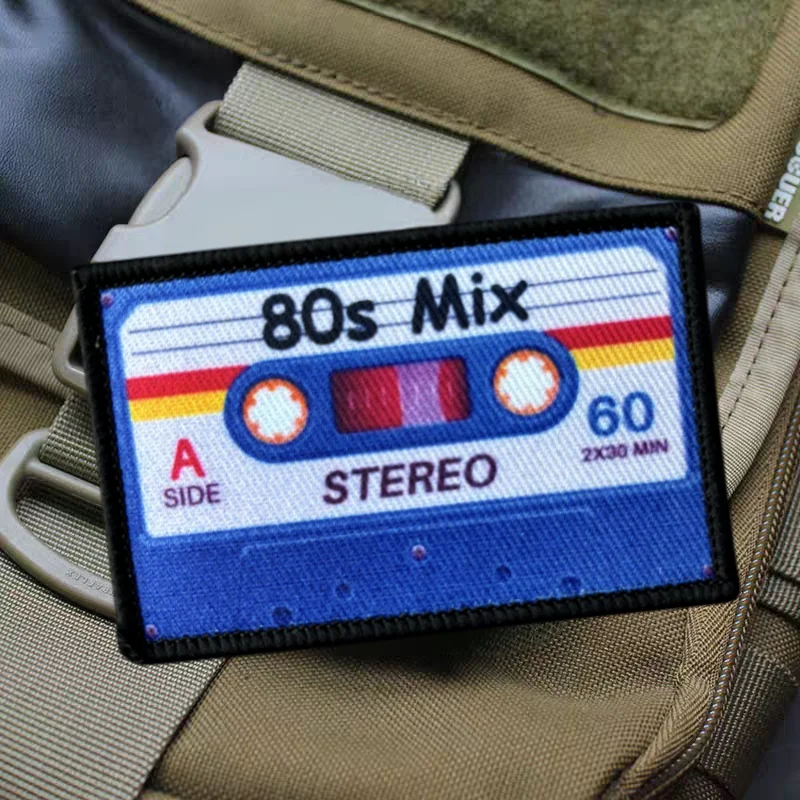 80s Mix
A
SIDE
STEREO
60
2X30 MIN